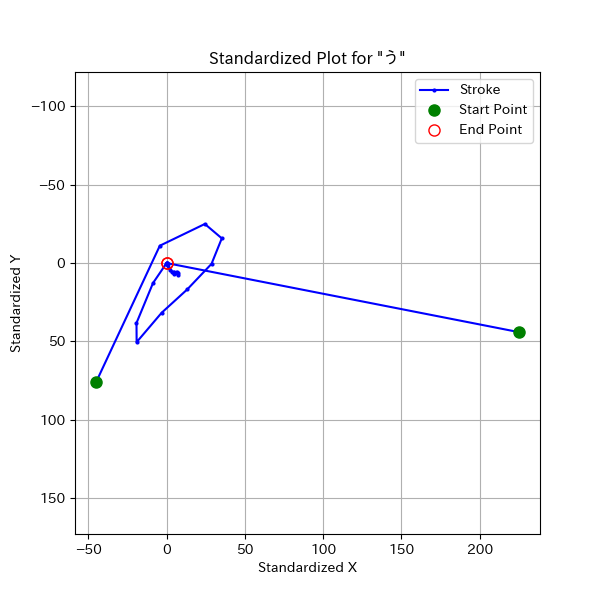 Standardized Plot for "う"
Stroke
Start Point
End Point
−100
−50
0
50
100
150
Standardized Y
−50 0 50 100 150 200
Standardized X